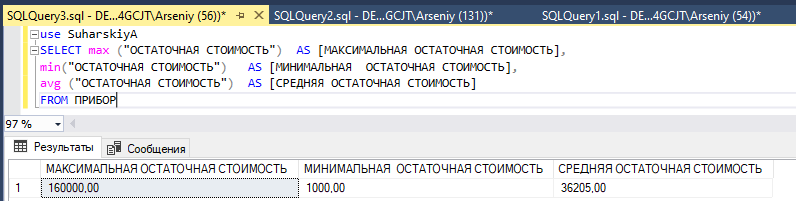 SQLQuery3.sql - DE...4GCJT\Arseniy (56))* SQLQuery2.sql - DE...GCJT\Arseniy (131))* SQLQuery1.sql - DE...4GCJT\Arseniy (54))*
use SuharskiyA
SELECT max ("ОСТАТОЧНАЯ СТОИМОСТЬ") AS [МАКСИМАЛЬНАЯ ОСТАТОЧНАЯ СТОИМОСТЬ],
min("ОСТАТОЧНАЯ СТОИМОСТЬ") AS [МИНИМАЛЬНАЯ ОСТАТОЧНАЯ СТОИМОСТЬ],
avg ("ОСТАТОЧНАЯ СТОИМОСТЬ") AS [СРЕДНЯЯ ОСТАТОЧНАЯ СТОИМОСТЬ]
FROM ПРИБОР
97 %
Результаты Сообщения
МАКСИМАЛЬНАЯ ОСТАТОЧНАЯ СТОИМОСТЬ МИНИМАЛЬНАЯ ОСТАТОЧНАЯ СТОИМОСТЬ СРЕДНЯЯ ОСТАТОЧНАЯ СТОИМОСТЬ
1 160000,00 1000,00 36205,00